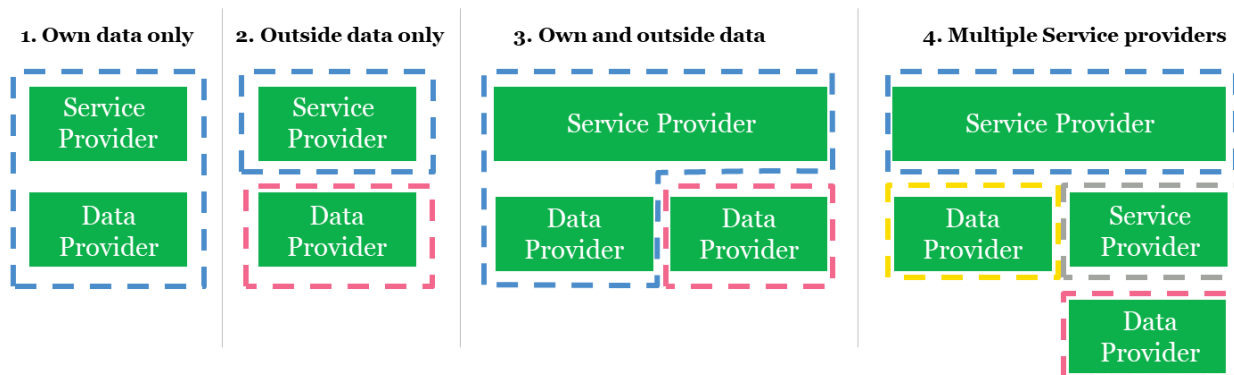 1. Own data only
Service
Provider
Data
Provider
2. Outside data only
Service
Provider
Data
Provider
3. Own and outside data
Service Provider
Data
Provider
Data
Provider
4. Multiple Service providers
Service Provider
Data
Provider
Service
Provider
Data
Provider